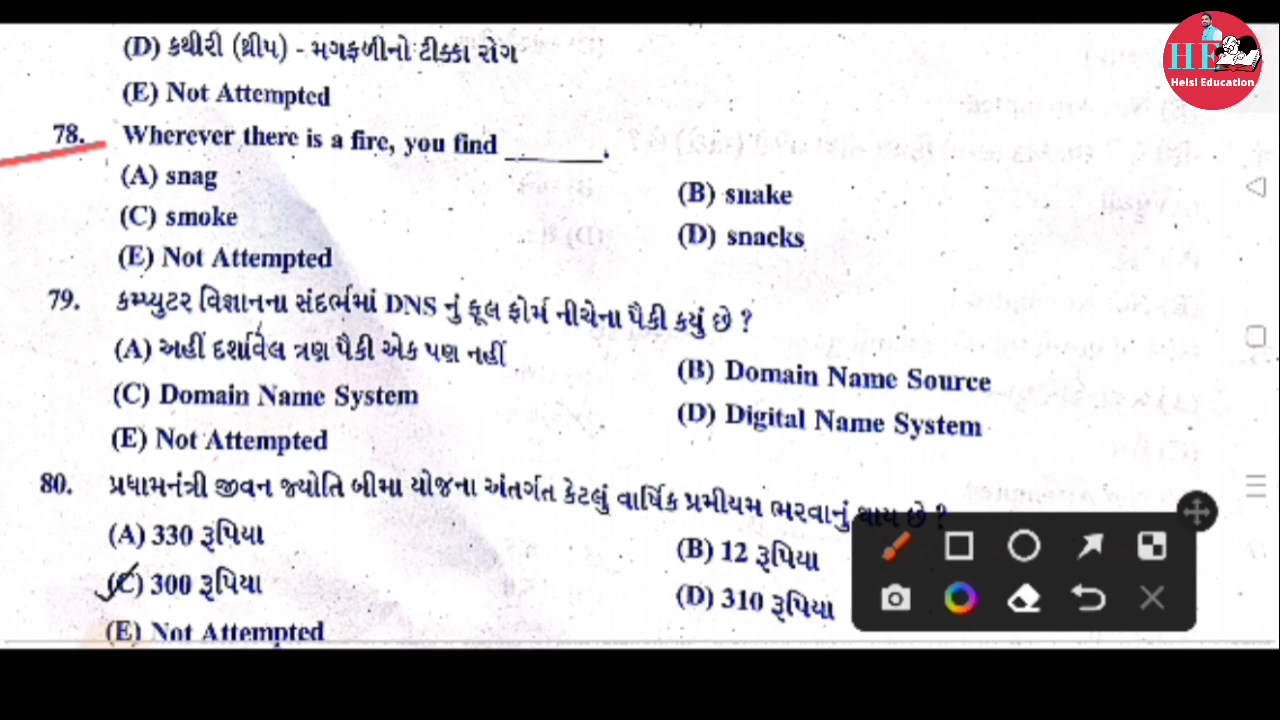 (D) કથીરી (થ્રીપ) - મગફળીનો ટીક્કા રોગ
(E) Not Attempted
78. Wherever there is a fire, you find ______.
(A) snag
(B) snake
(C) smoke
(D) snacks
(E) Not Attempted
79. કમ્પ્યુટર વિજ્ઞાનના સંદર્ભમાં DNS નું ફૂલ ફોર્મ નીચેના પૈકી કયું છે ?
(A) અહીં દર્શાવેલ ત્રણ પૈકી એક પણ નહીં
(B) Domain Name Source
(C) Domain Name System
(D) Digital Name System
(E) Not Attempted
80. પ્રધામનંત્રી જીવન જ્યોતિ બીમા યોજના અંતર્ગત કેટલું વાર્ષિક પ્રમીયમ ભરવાનું થાય છે ?
(A) 330 રૂપિયા
(B) 12 રૂપિયા
(C) 300 રૂપિયા
(D) 310 રૂપિયા
(E) Not Attempted
HE
Helsi Education